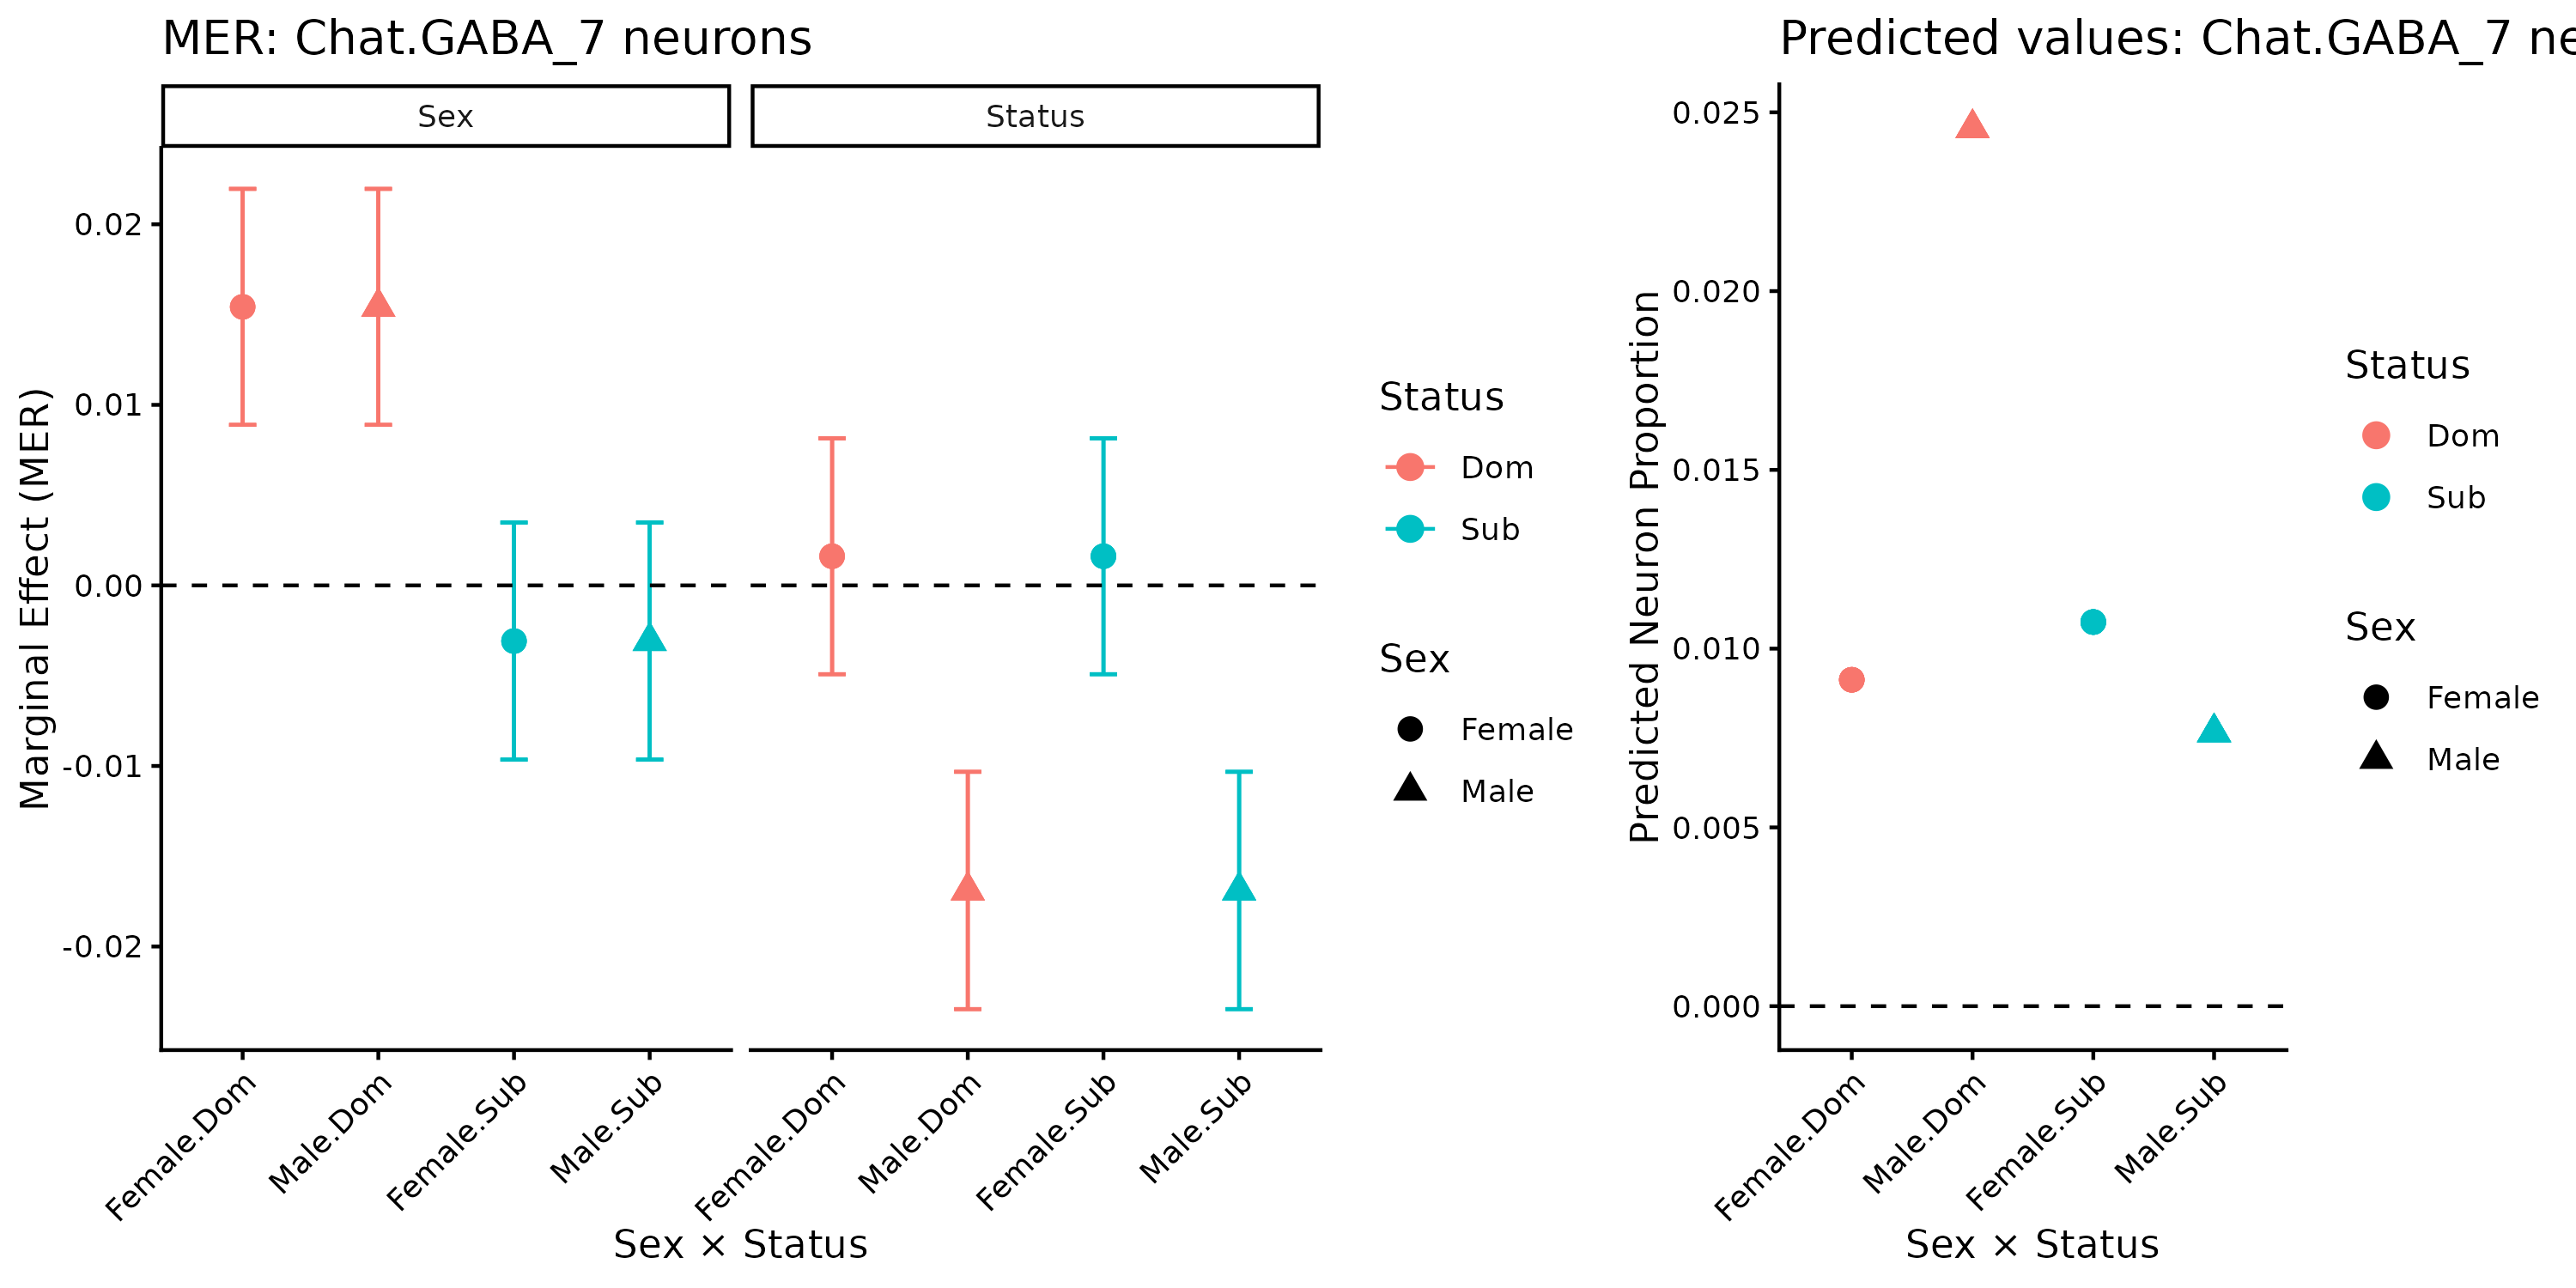 MER: Chat.GABA_7 neurons
Sex
Status
Marginal Effect (MER)
0.02
0.01
0.00
-0.01
-0.02
Female.Dom
Male.Dom
Female.Sub
Male.Sub
Female.Dom
Male.Dom
Female.Sub
Male.Sub
Sex × Status
Status
Dom
Sub
Sex
Female
Male
Predicted values: Chat.GABA_7 ne
Predicted Neuron Proportion
0.025
0.020
0.015
0.010
0.005
0.000
Female.Dom
Male.Dom
Female.Sub
Male.Sub
Sex × Status
Status
Dom
Sub
Sex
Female
Male